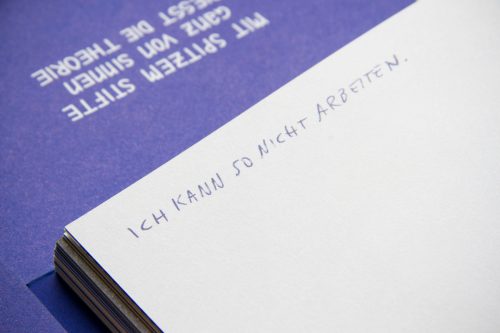 MIT SPITZEM STIFTE
GANZ VON SINNEN
DIE THEORIE
ICH KANN SO NICHT ARBEITEN.